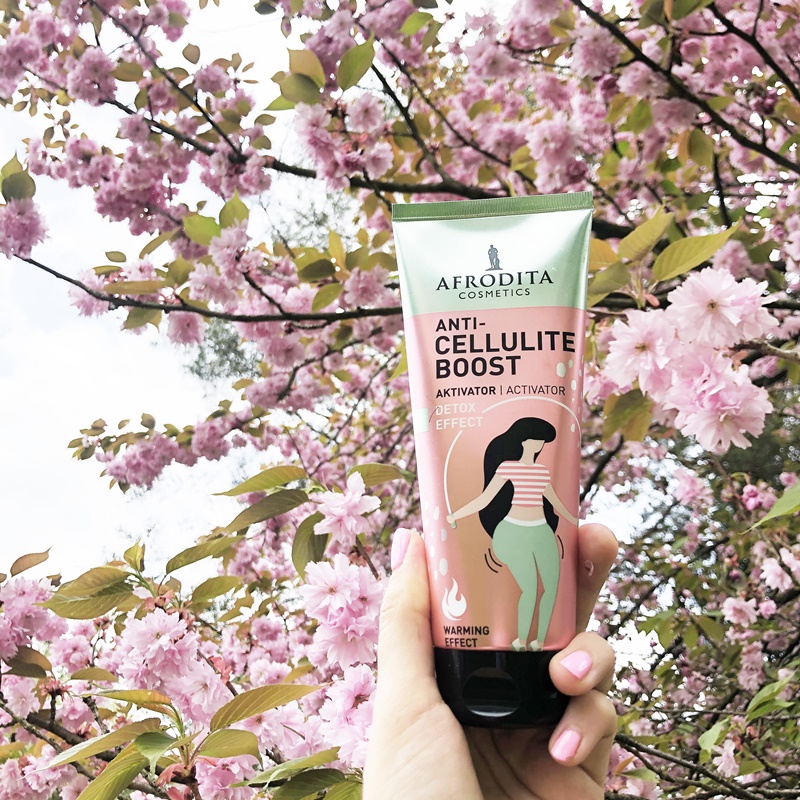 AFRODITA
COSMETICS
ANTI-
CELLULITE
BOOST
AKTIVATOR | ACTIVATOR
DETOX
EFFECT
WARMING
EFFECT